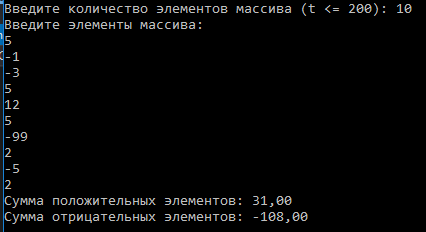 Введите количество элементов массива (t <= 200): 10
Введите элементы массива:
5
-1
-3
5
12
5
-99
2
-5
2
Сумма положительных элементов: 31,00
Сумма отрицательных элементов: -108,00